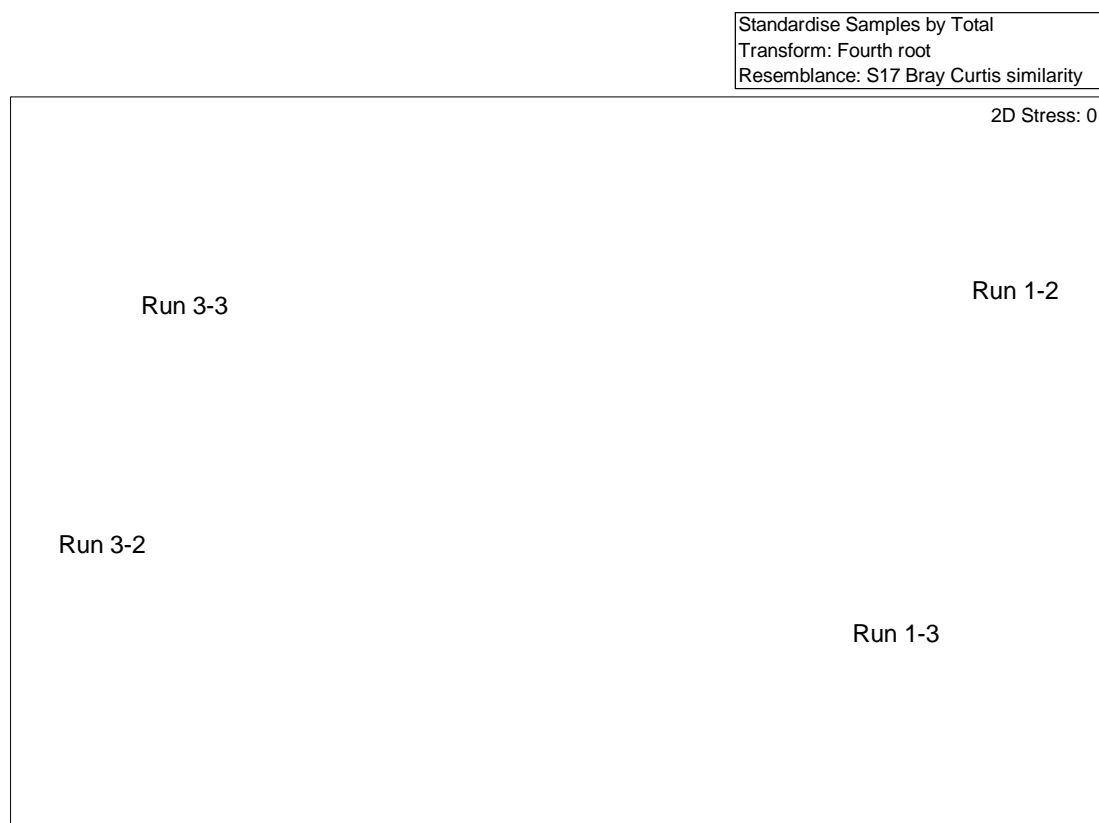 Standardise Samples by Total
Transform: Fourth root
Resemblance: S17 Bray Curtis similarity
2D Stress: 0
Run 1-2
Run 3-3
Run 3-2
Run 1-3